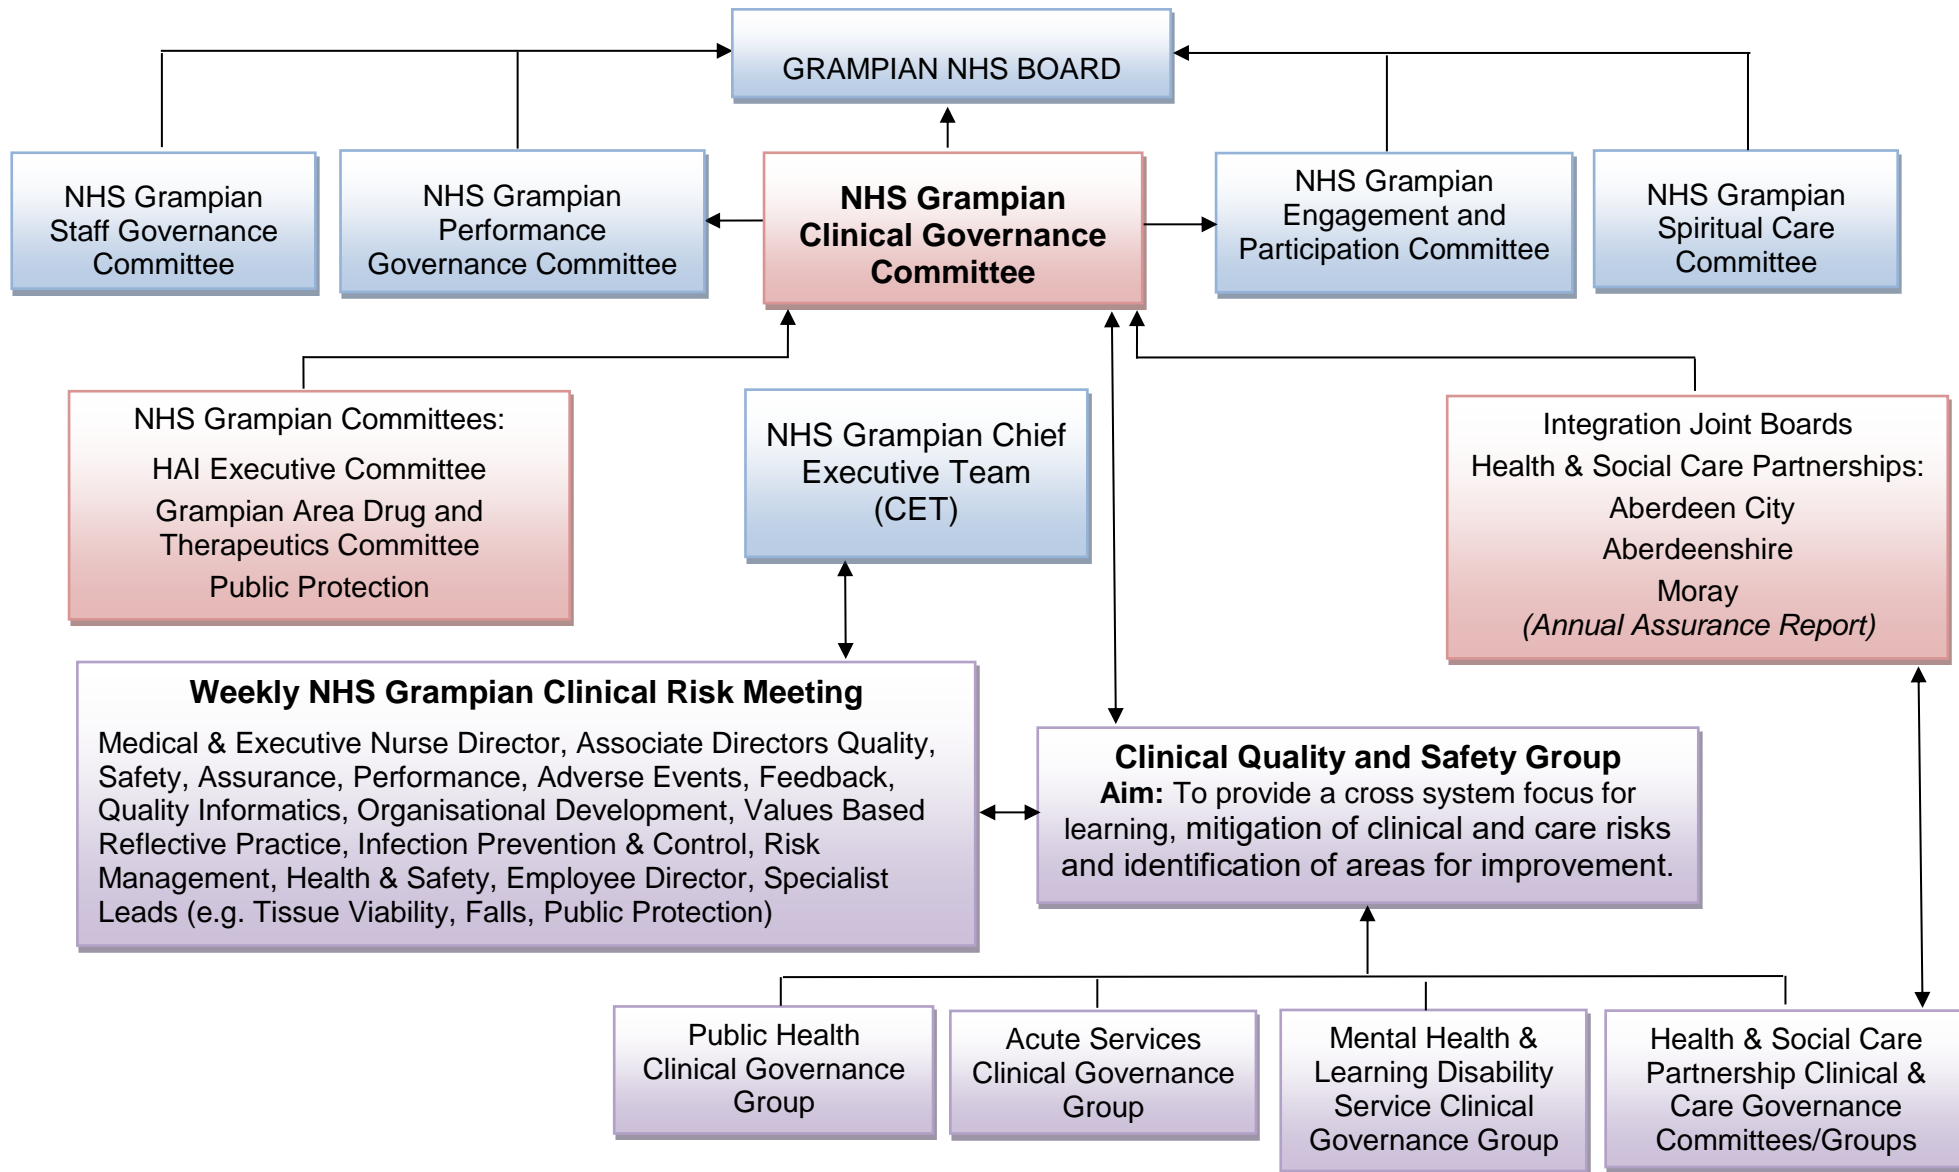 GRAMPIAN NHS BOARD
NHS Grampian
Staff Governance
Committee
NHS Grampian
Performance
Governance Committee
NHS Grampian
Clinical Governance
Committee
NHS Grampian
Engagement and
Participation Committee
NHS Grampian
Spiritual Care
Committee
NHS Grampian Committees:
HAI Executive Committee
Grampian Area Drug and
Therapeutics Committee
Public Protection
NHS Grampian Chief
Executive Team
(CET)
Integration Joint Boards
Health & Social Care Partnerships:
Aberdeen City
Aberdeenshire
Moray
(Annual Assurance Report)
Weekly NHS Grampian Clinical Risk Meeting
Medical & Executive Nurse Director, Associate Directors Quality,
Safety, Assurance, Performance, Adverse Events, Feedback,
Quality Informatics, Organisational Development, Values Based
Reflective Practice, Infection Prevention & Control, Risk
Management, Health & Safety, Employee Director, Specialist
Leads (e.g. Tissue Viability, Falls, Public Protection)
Clinical Quality and Safety Group
Aim: To provide a cross system focus for
learning, mitigation of clinical and care risks
and identification of areas for improvement.
Public Health
Clinical Governance
Group
Acute Services
Clinical Governance
Group
Mental Health &
Learning Disability
Service Clinical
Governance Group
Health & Social Care
Partnership Clinical &
Care Governance
Committees/Groups